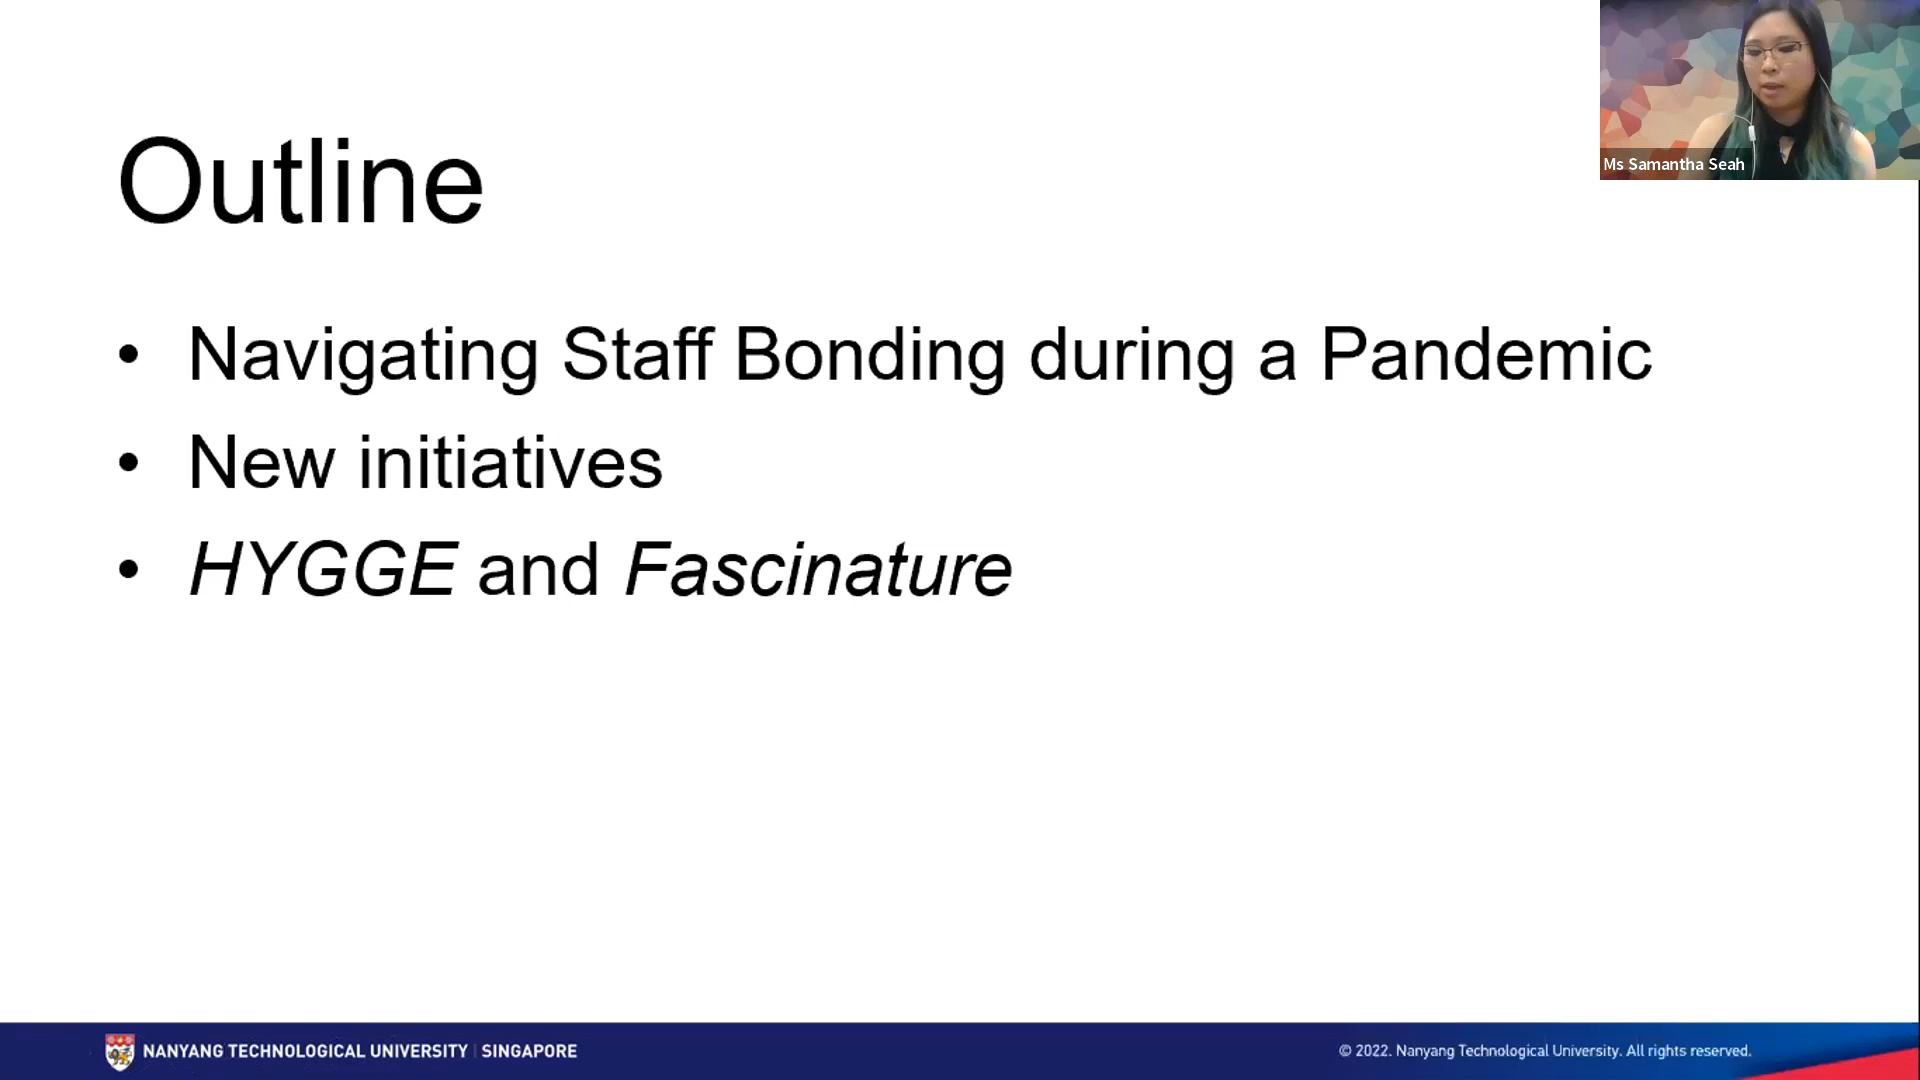 Outline
• Navigating Staff Bonding during a Pandemic
• New initiatives
• HYGGE and Fascinature
Ms Samantha Seah
NANYANG TECHNOLOGICAL UNIVERSITY | SINGAPORE
© 2022. Nanyang Technological University. All rights reserved.